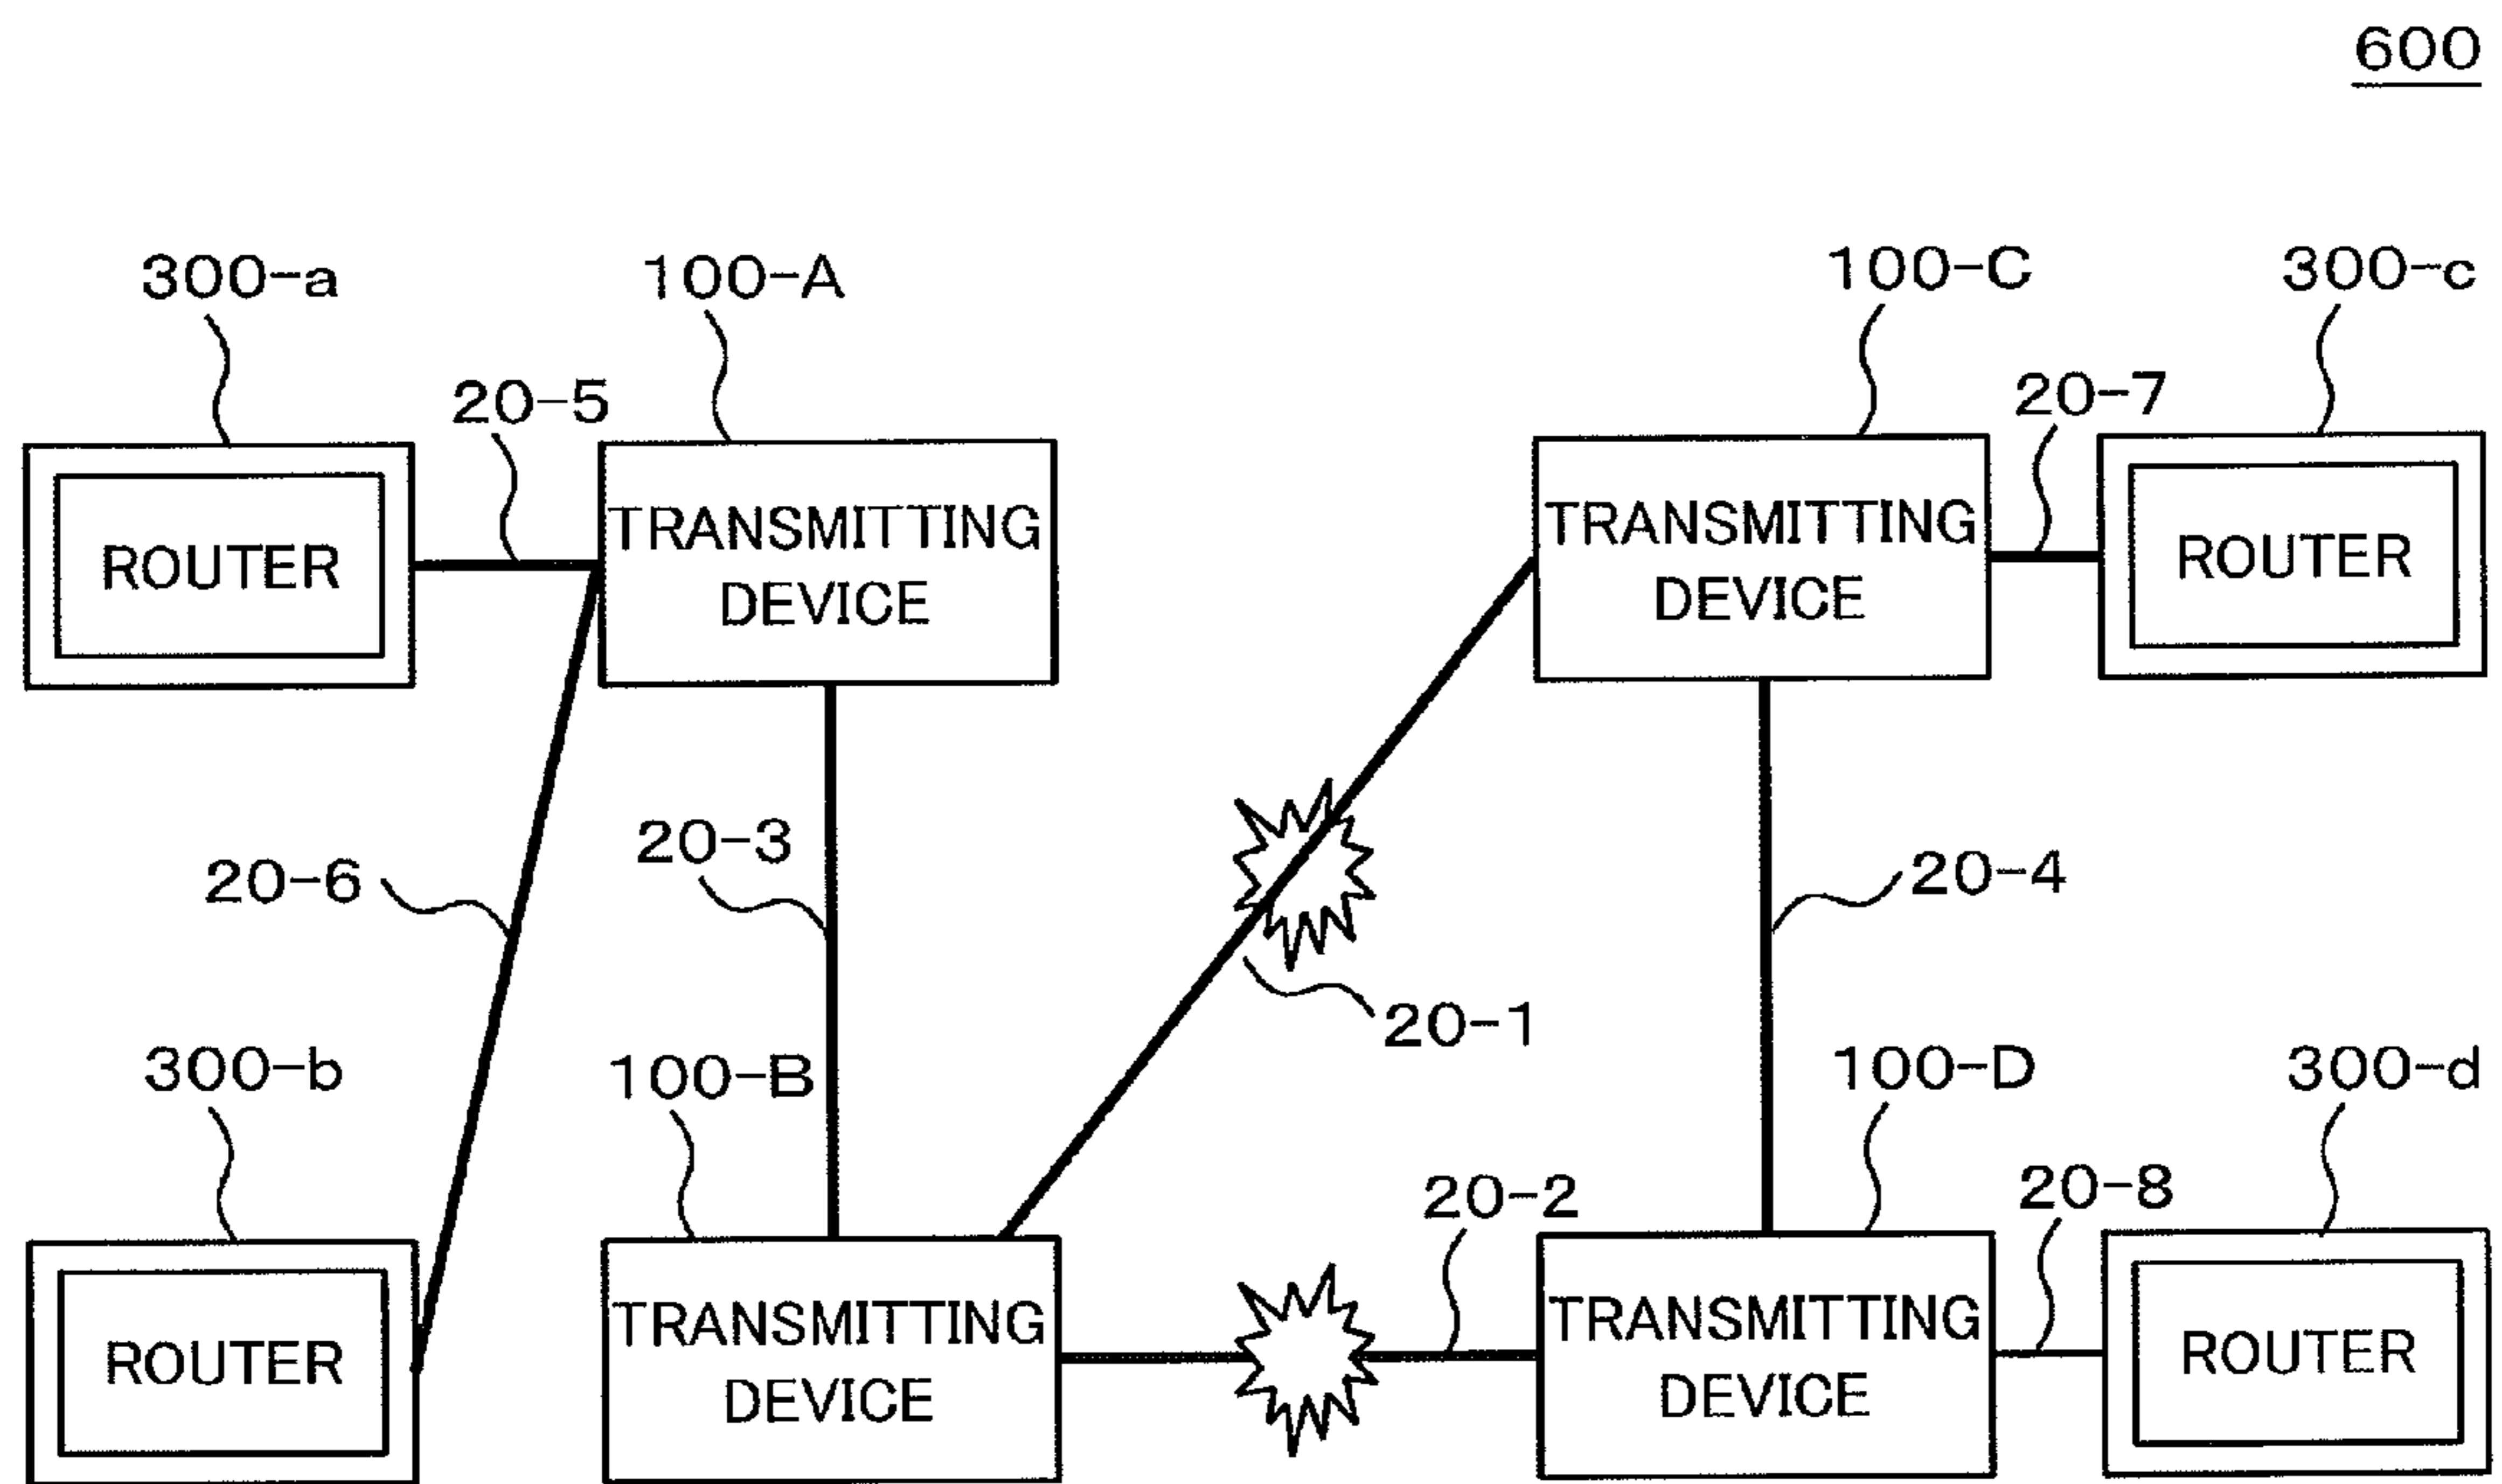 600
300-a
100-A
100-C
300-c
20-5
20-7
ROUTER
TRANSMITTING
DEVICE
TRANSMITTING
DEVICE
ROUTER
20-6
20-3
20-4
20-1
300-b
100-B
100-D
300-d
20-2
20-8
ROUTER
TRANSMITTING
DEVICE
TRANSMITTING
DEVICE
ROUTER